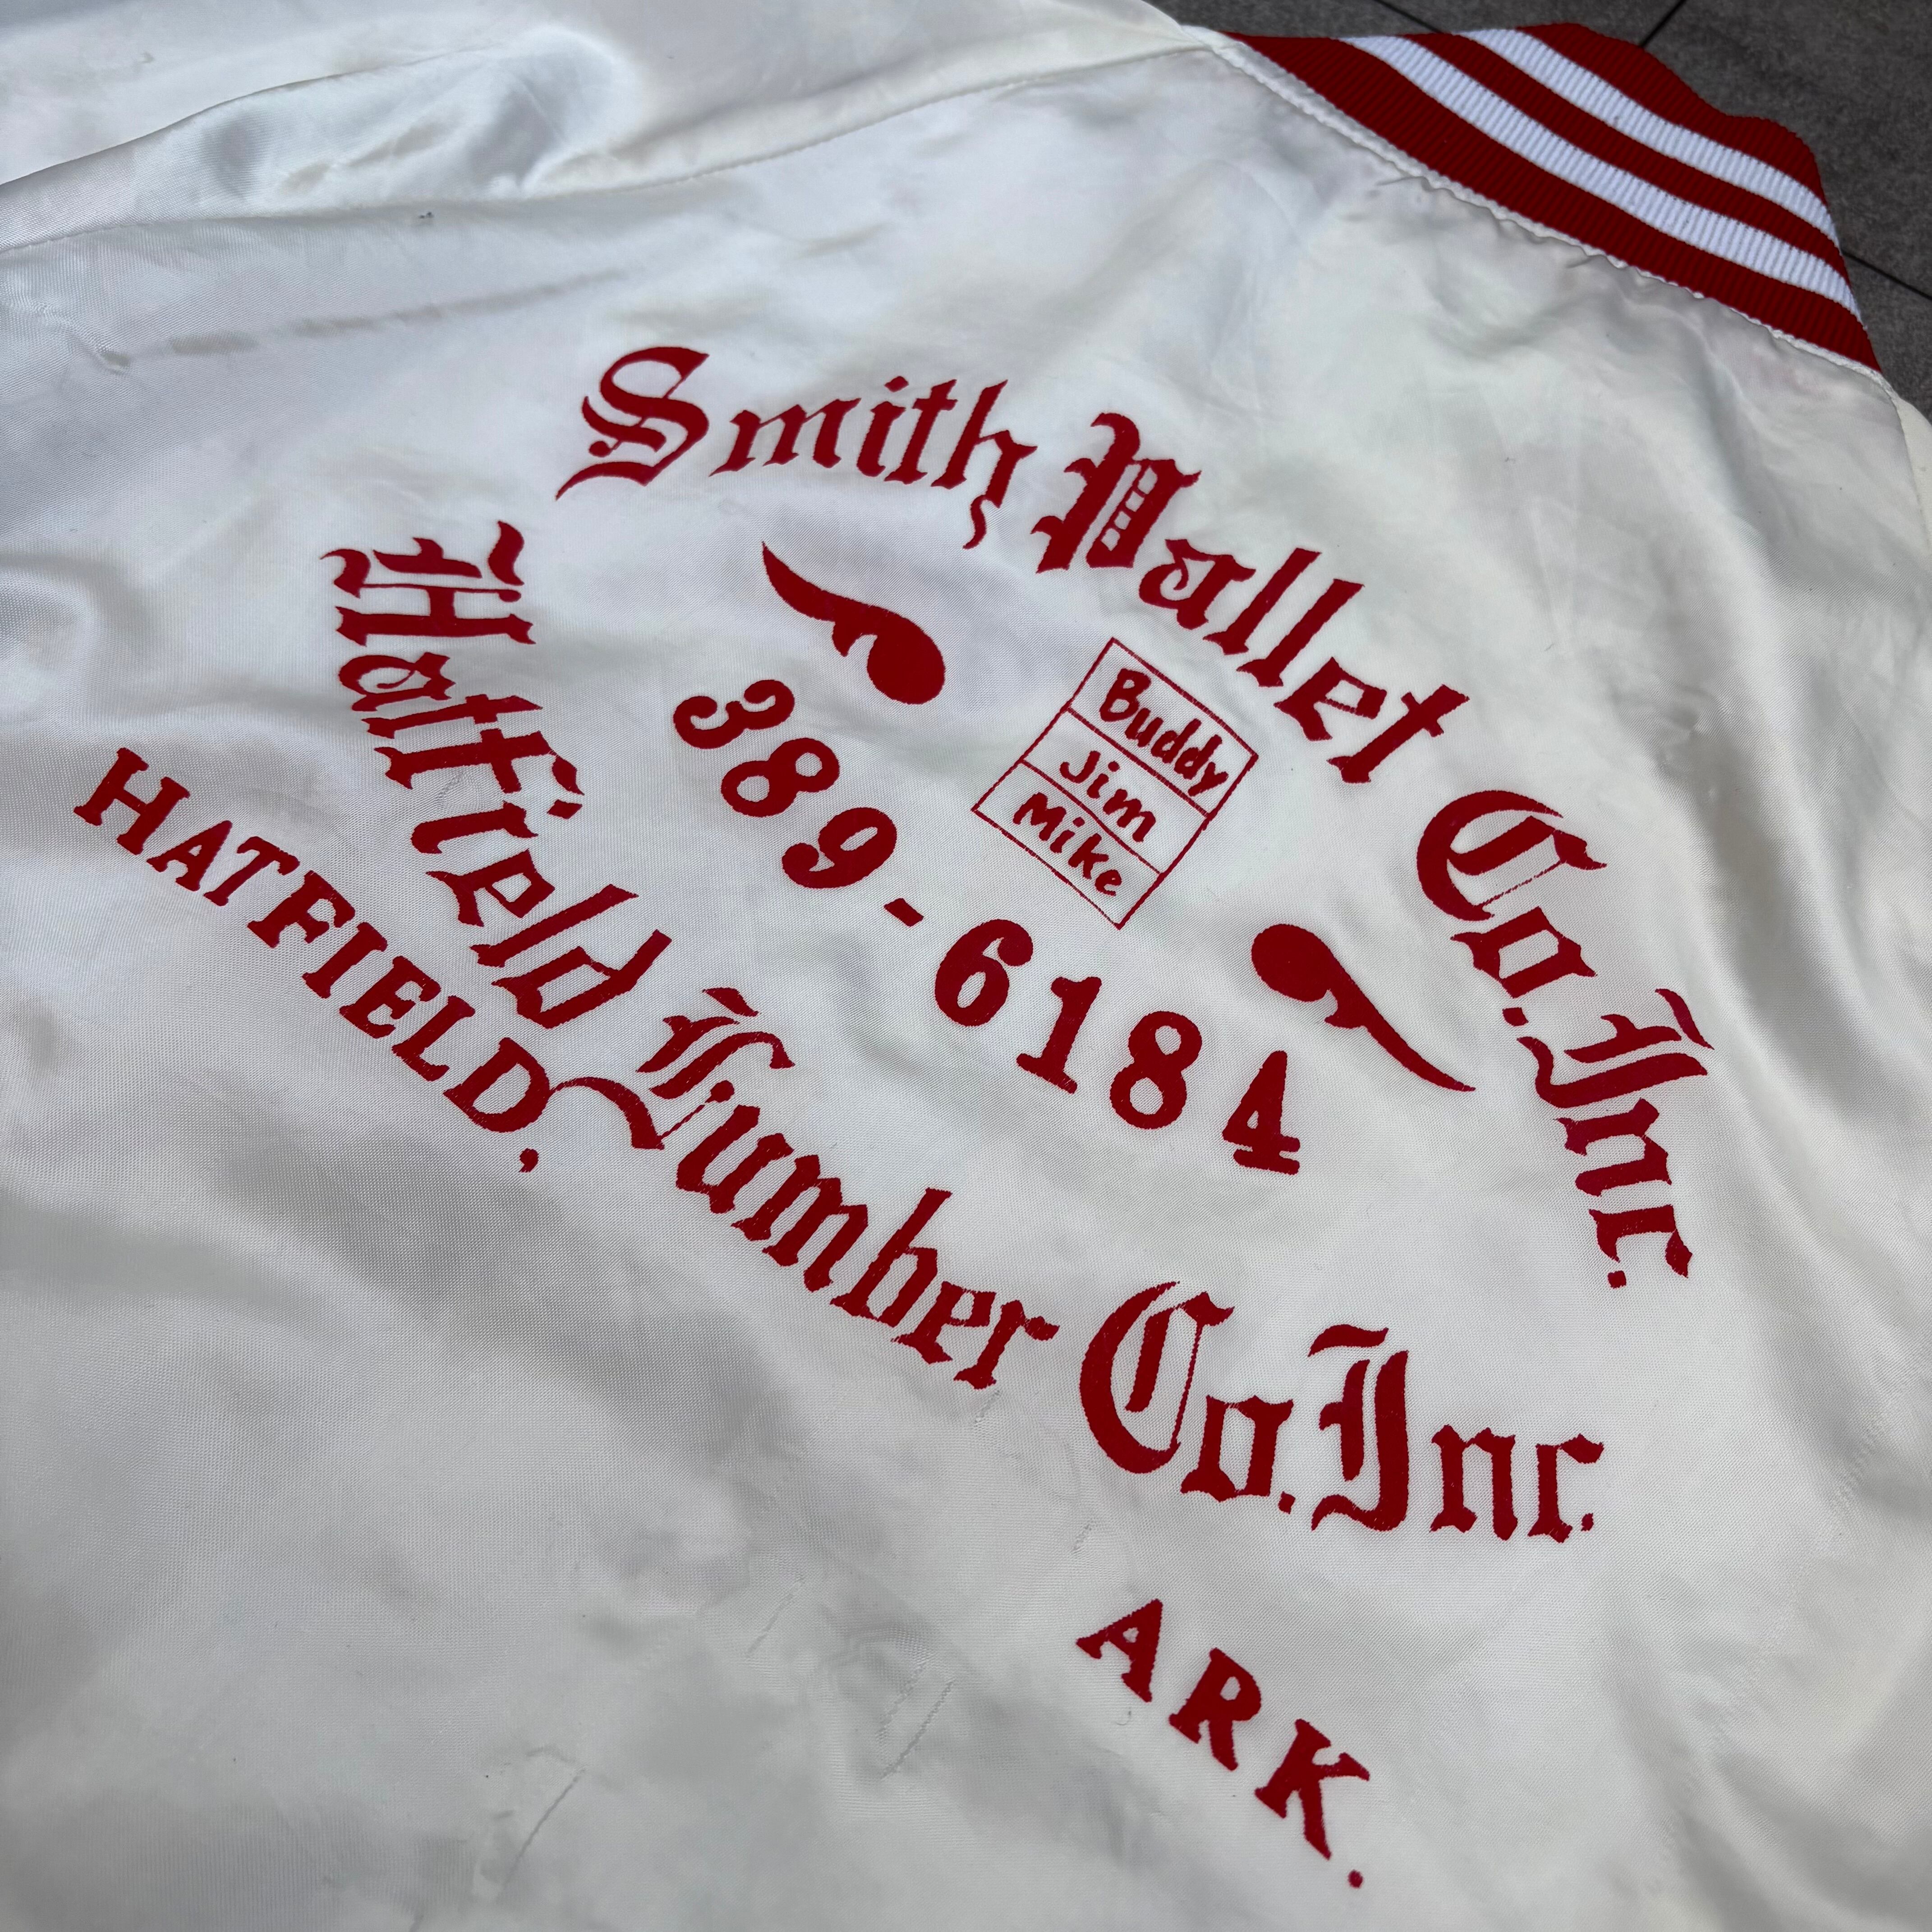 Smith Pallet Co. Inc.
Buddy
Jim
Mike
389-6184
Hatfield Lumber Co. Inc.
HATFIELD, ARK.